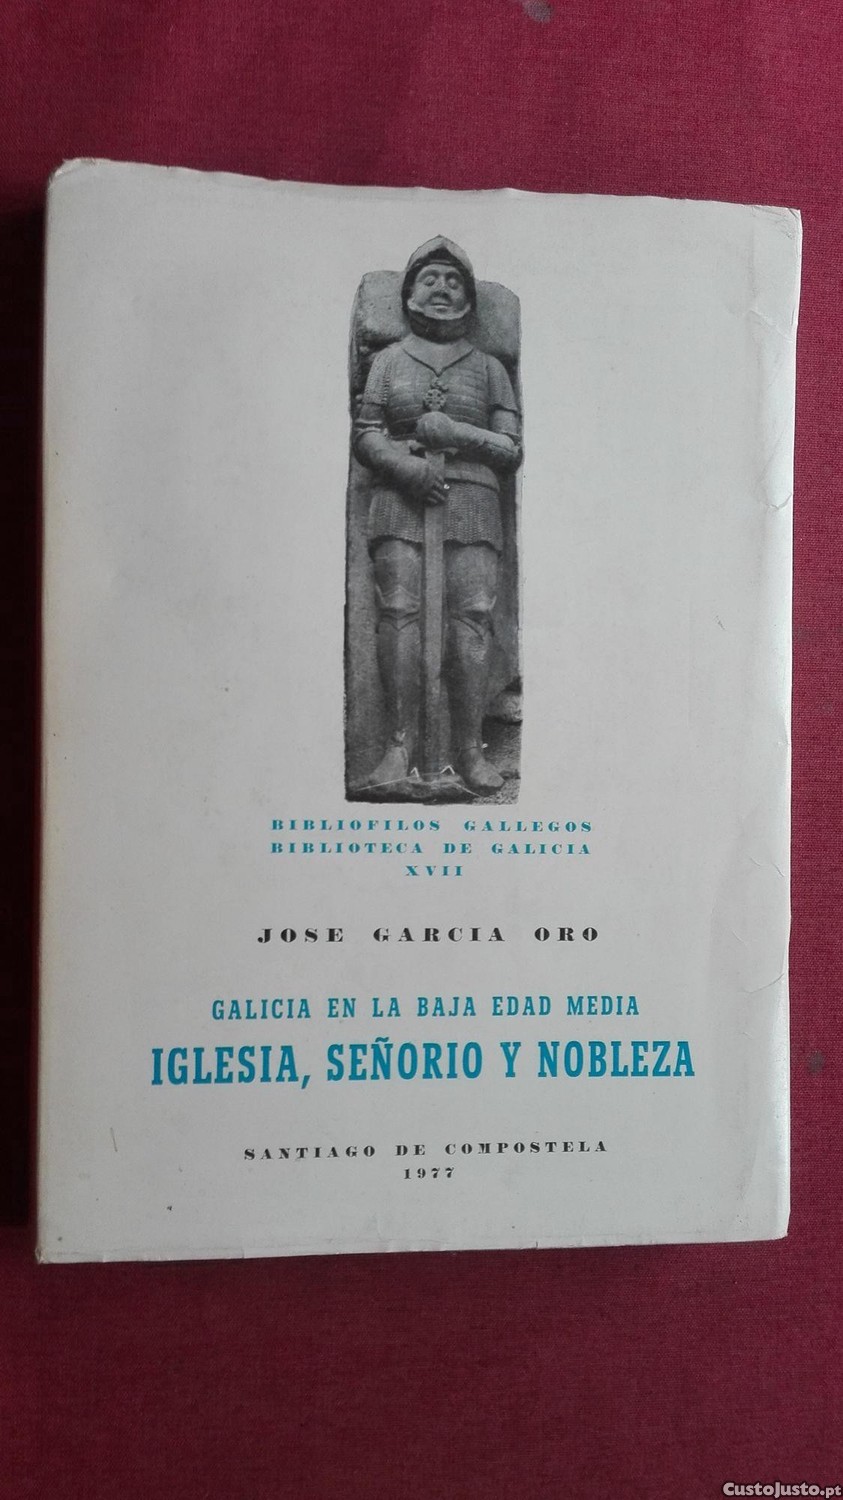 BIBLIOFILOS GALLEGOS
BIBLIOTECA DE GALICIA
XVII
JOSE GARCIA ORO
GALICIA EN LA BAJA EDAD MEDIA
IGLESIA, SEÑORIO Y NOBLEZA
SANTIAGO DE COMPOSTELA
1977
CustoJusto.pt